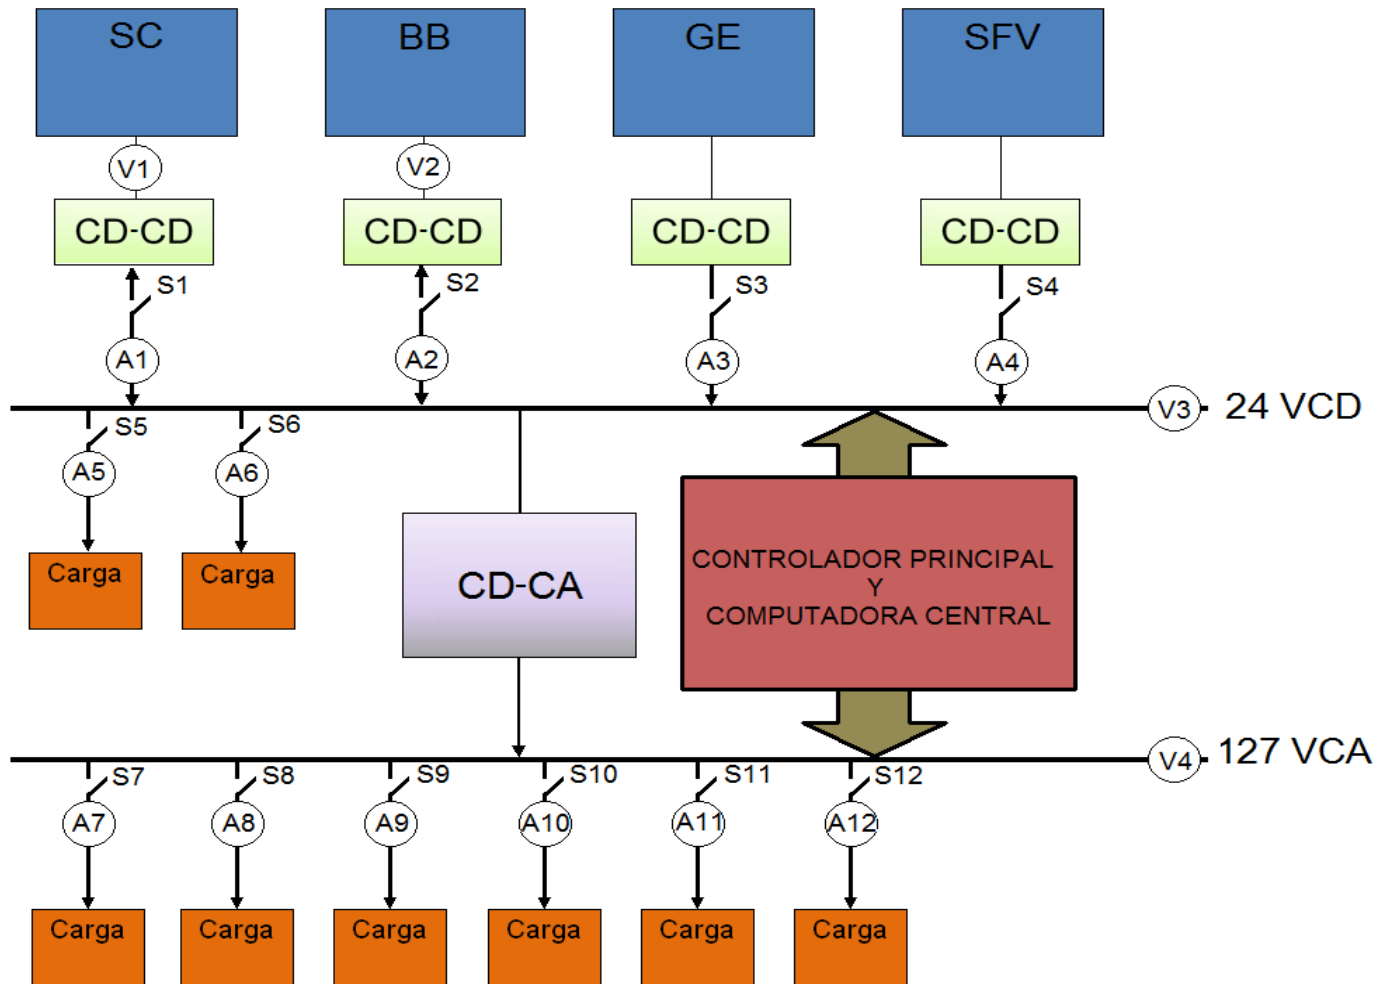 SC
BB
GE
SFV
V1
V2
CD-CD
CD-CD
CD-CD
CD-CD
S1
S2
S3
S4
A1
A2
A3
A4
V3
24 VCD
S5
S6
A5
A6
Carga
Carga
CD-CA
CONTROLADOR PRINCIPAL
Y
COMPUTADORA CENTRAL
V4
127 VCA
S7
S8
S9
S10
S11
S12
A7
A8
A9
A10
A11
A12
Carga
Carga
Carga
Carga
Carga
Carga